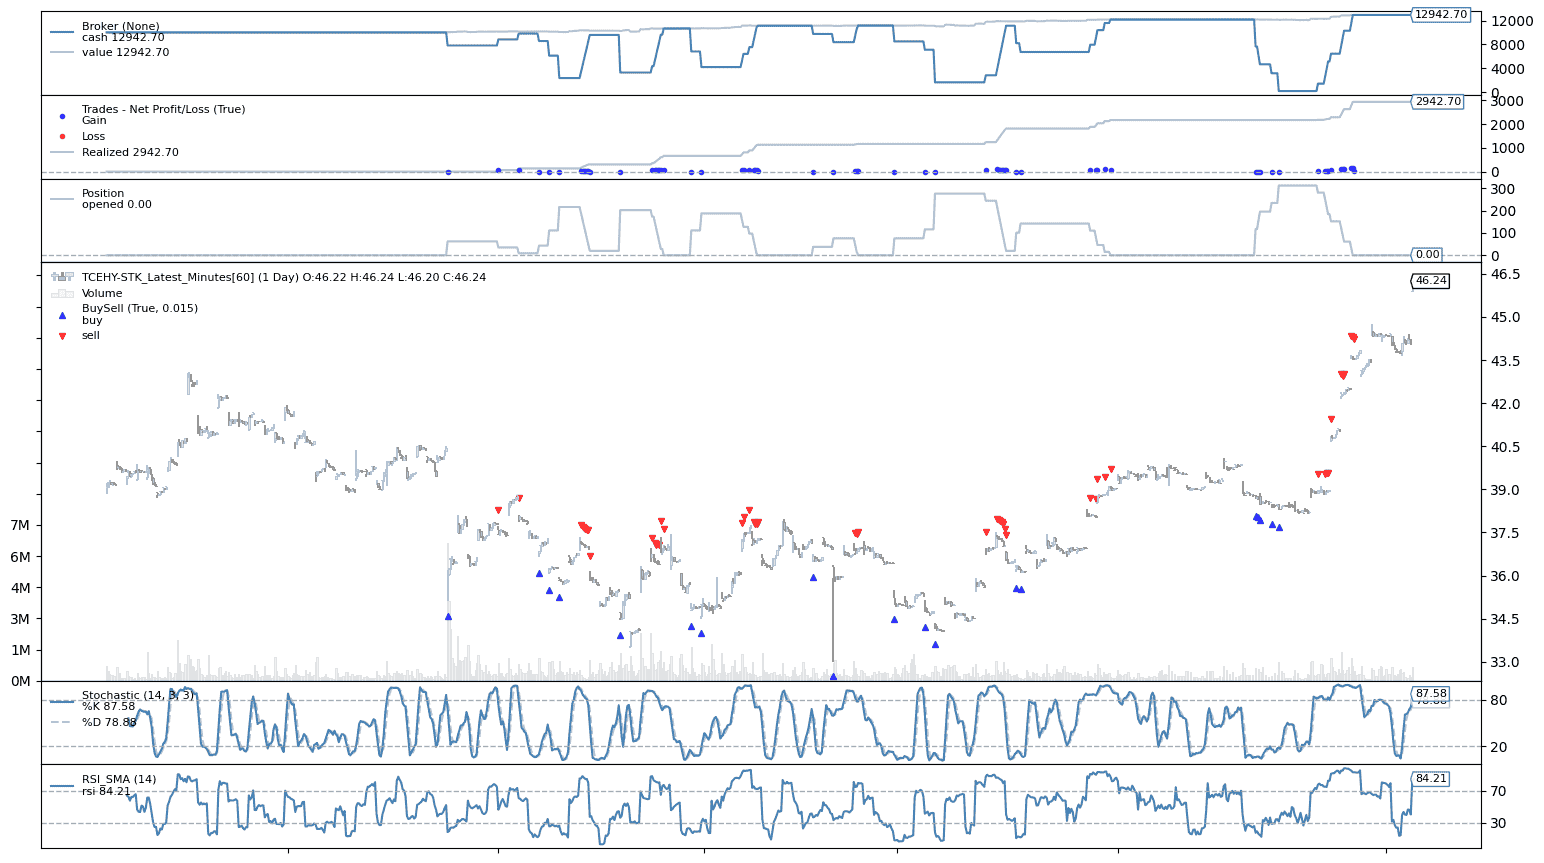 Broker (None)
cash 12942.70
value 12942.70
12942.70
12000
8000
4000
0
Trades - Net Profit/Loss (True)
Gain
Loss
Realized 2942.70
2942.70
3000
2000
1000
0
Position
opened 0.00
300
200
100
0
0.00
TCEHY-STK_Latest_Minutes[60] (1 Day) O:46.22 H:46.24 L:46.20 C:46.24
Volume
BuySell (True, 0.015)
buy
sell
46.24
46.5
45.0
43.5
42.0
40.5
39.0
37.5
36.0
34.5
33.0
7M
6M
4M
3M
1M
0M
Stochastic (14, 3, 3)
%K 87.58
%D 78.88
87.58
80
20
RSI_SMA (14)
rsi 84.21
84.21
70
30